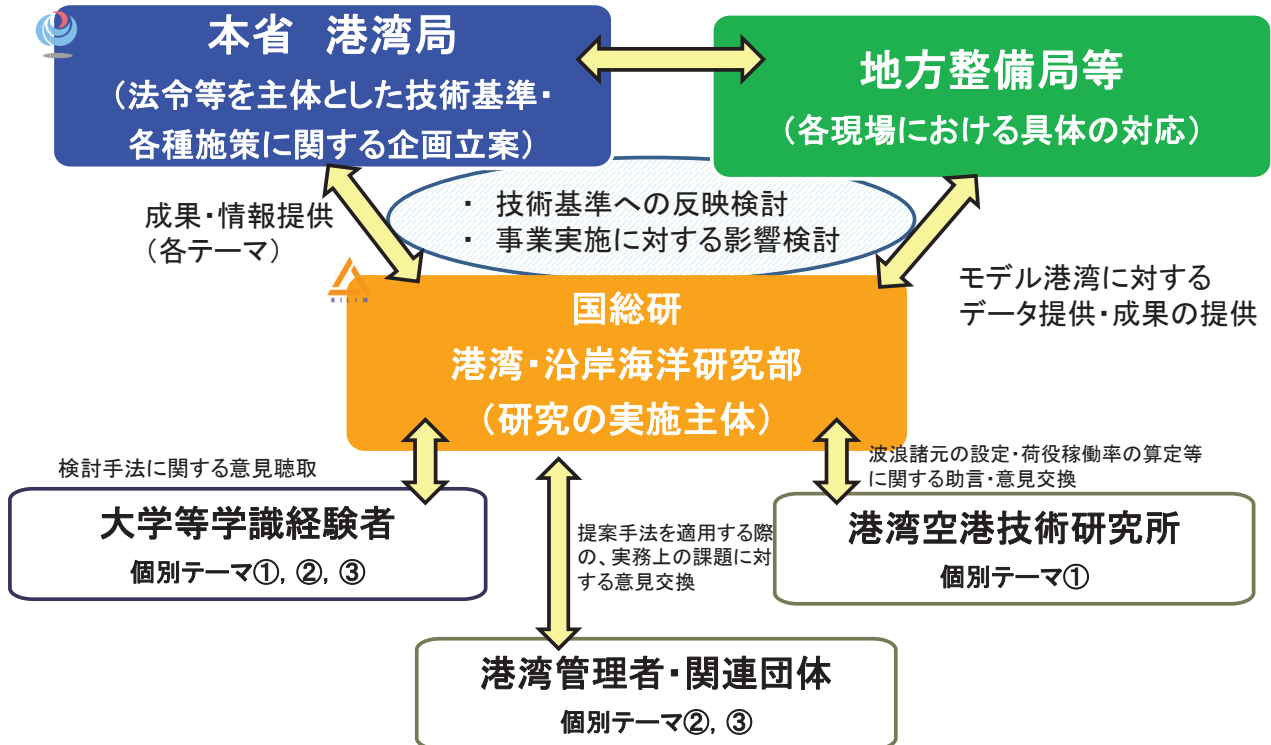 本省　港湾局
（法令等を主体とした技術基準・
各種施策に関する企画立案）
地方整備局等
（各現場における具体の対応）
成果・情報提供
（各テーマ）
・ 技術基準への反映検討
・ 事業実施に対する影響検討
モデル港湾に対する
データ提供・成果の提供
NILIM
国総研
港湾・沿岸海洋研究部
（研究の実施主体）
検討手法に関する意見聴取
波浪諸元の設定・荷役稼働率の算定等
に関する助言・意見交換
大学等学識経験者
個別テーマ①，②，③
提案手法を適用する際
の、実務上の課題に対
する意見交換
港湾空港技術研究所
個別テーマ①
港湾管理者・関連団体
個別テーマ②，③